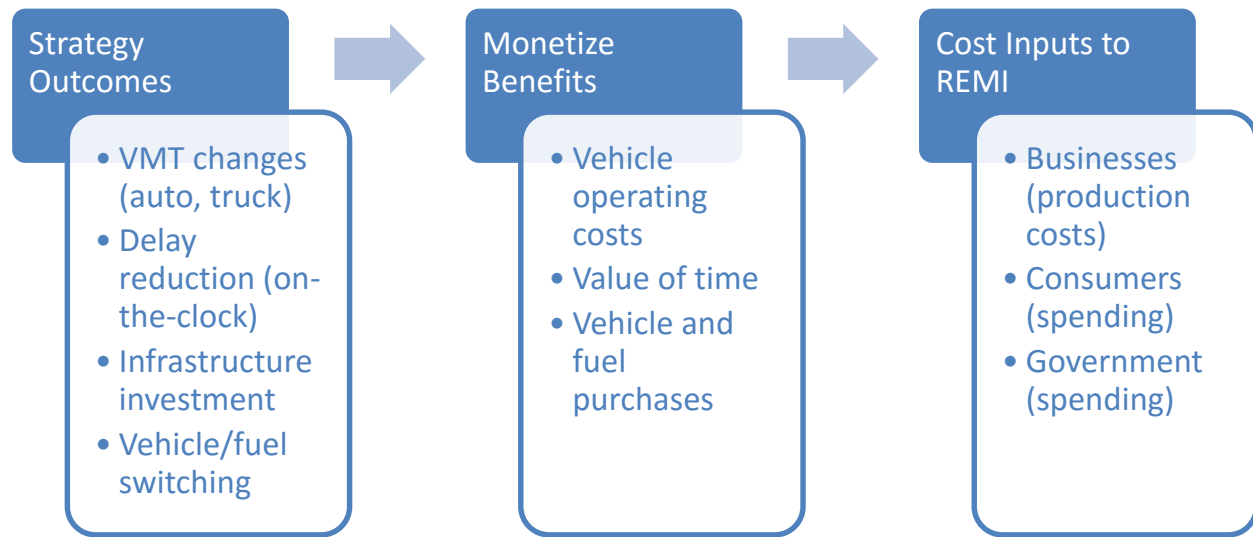 Strategy
Outcomes
• VMT changes
(auto, truck)
• Delay
reduction (on-
the-clock)
• Infrastructure
investment
• Vehicle/fuel
switching
Monetize
Benefits
• Vehicle
operating
costs
• Value of time
• Vehicle and
fuel
purchases
Cost Inputs to
REMI
• Businesses
(production
costs)
• Consumers
(spending)
• Government
(spending)